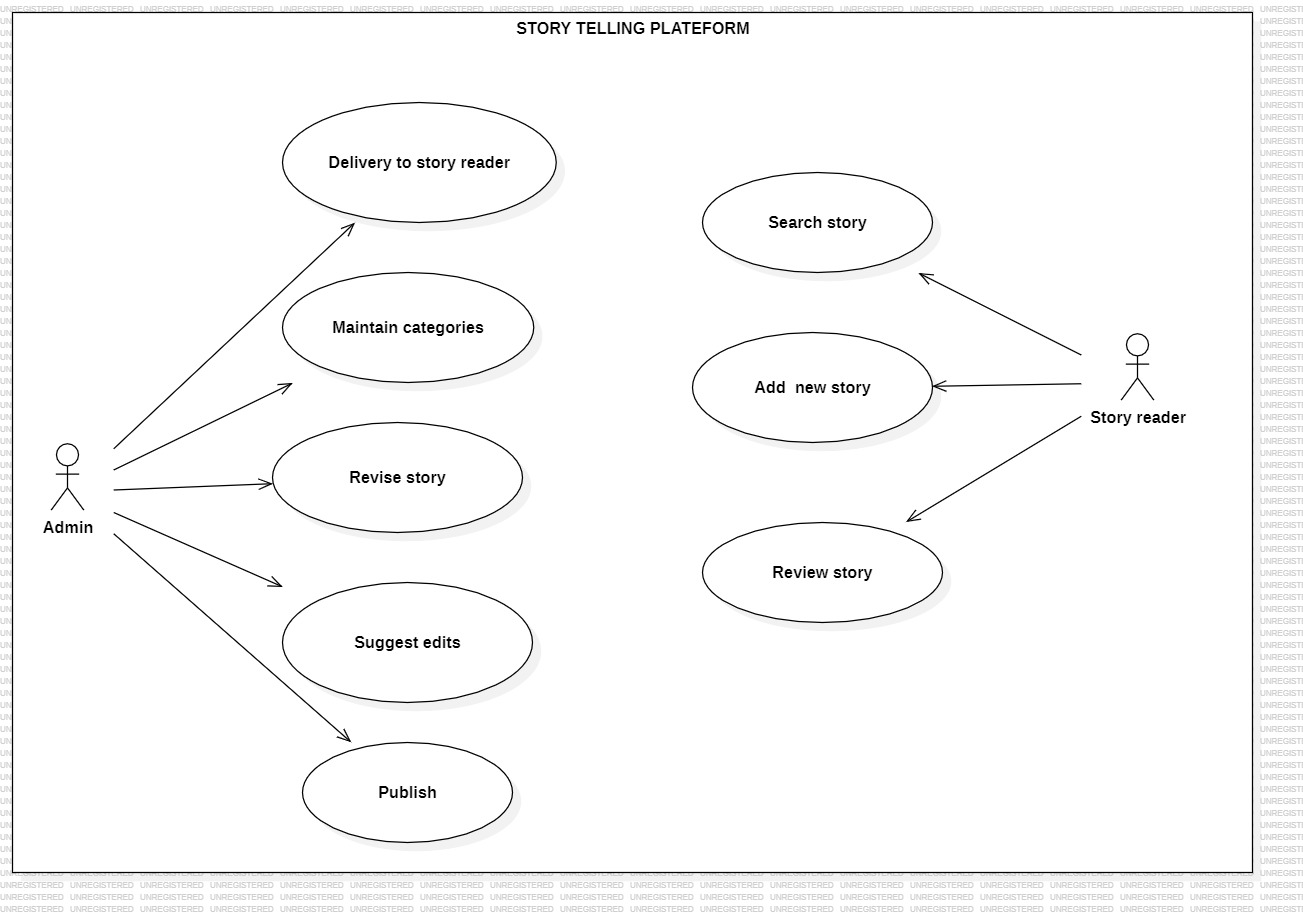 STORY TELLING PLATEFORM
Delivery to story reader
Search story
Maintain categories
Add  new story
Story reader
Revise story
Admin
Review story
Suggest edits
Publish
UNREGISTERED